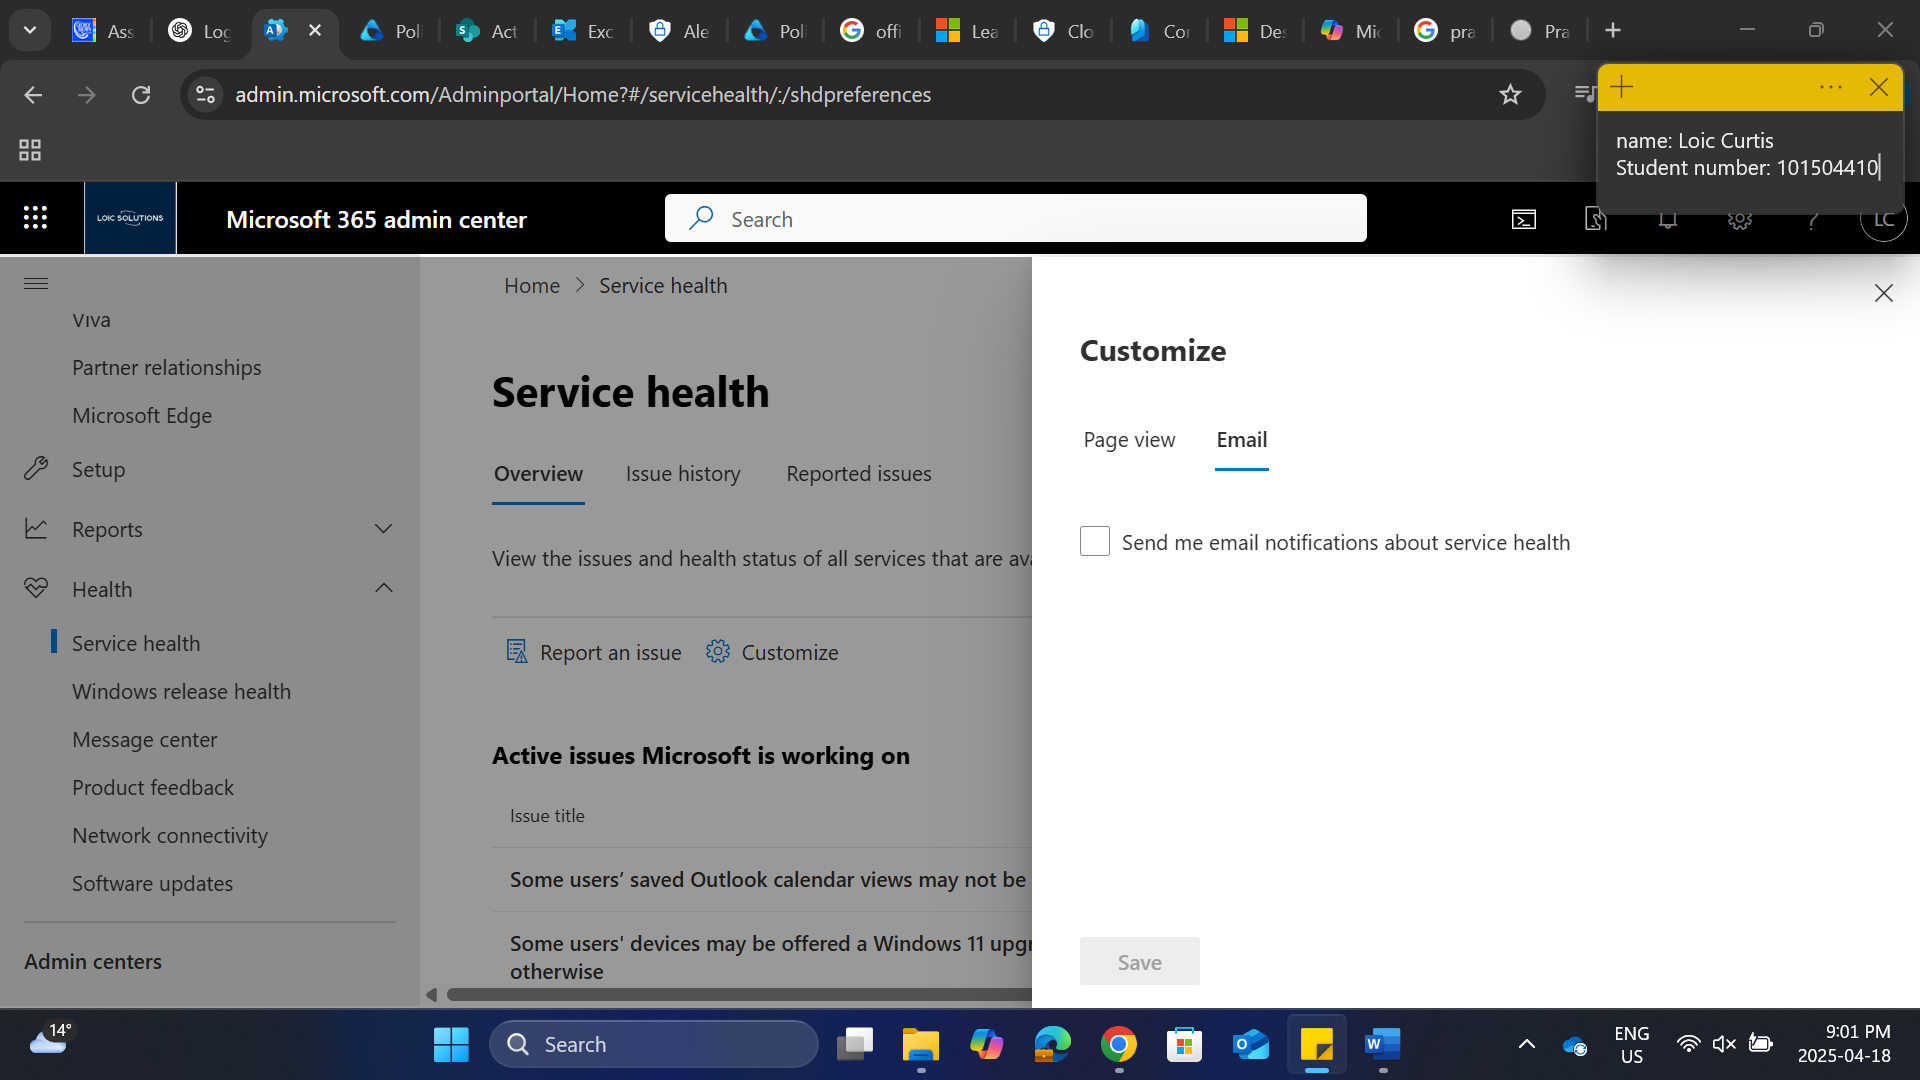 Ass
Log
Poli
Act
Exc
Ale
Poli
offi
Lea
Clo
Cor
Des
Mic
pra
Pra
admin.microsoft.com/Adminportal/Home?#/servicehealth/:/shdpreferences
name: Loic Curtis
Student number: 101504410
LOIC SOLUTIONS
Microsoft 365 admin center
Search
LC
Viva
Partner relationships
Microsoft Edge
Setup
Reports
Health
Service health
Windows release health
Message center
Product feedback
Network connectivity
Software updates
Admin centers
Home > Service health
Service health
Overview Issue history Reported issues
View the issues and health status of all services that are ava
Report an issue Customize
Active issues Microsoft is working on
Issue title
Some users’ saved Outlook calendar views may not be
Some users' devices may be offered a Windows 11 upgr
otherwise
Customize
Page view Email
Send me email notifications about service health
Save
14°
Search
ENG
US
9:01 PM
2025-04-18